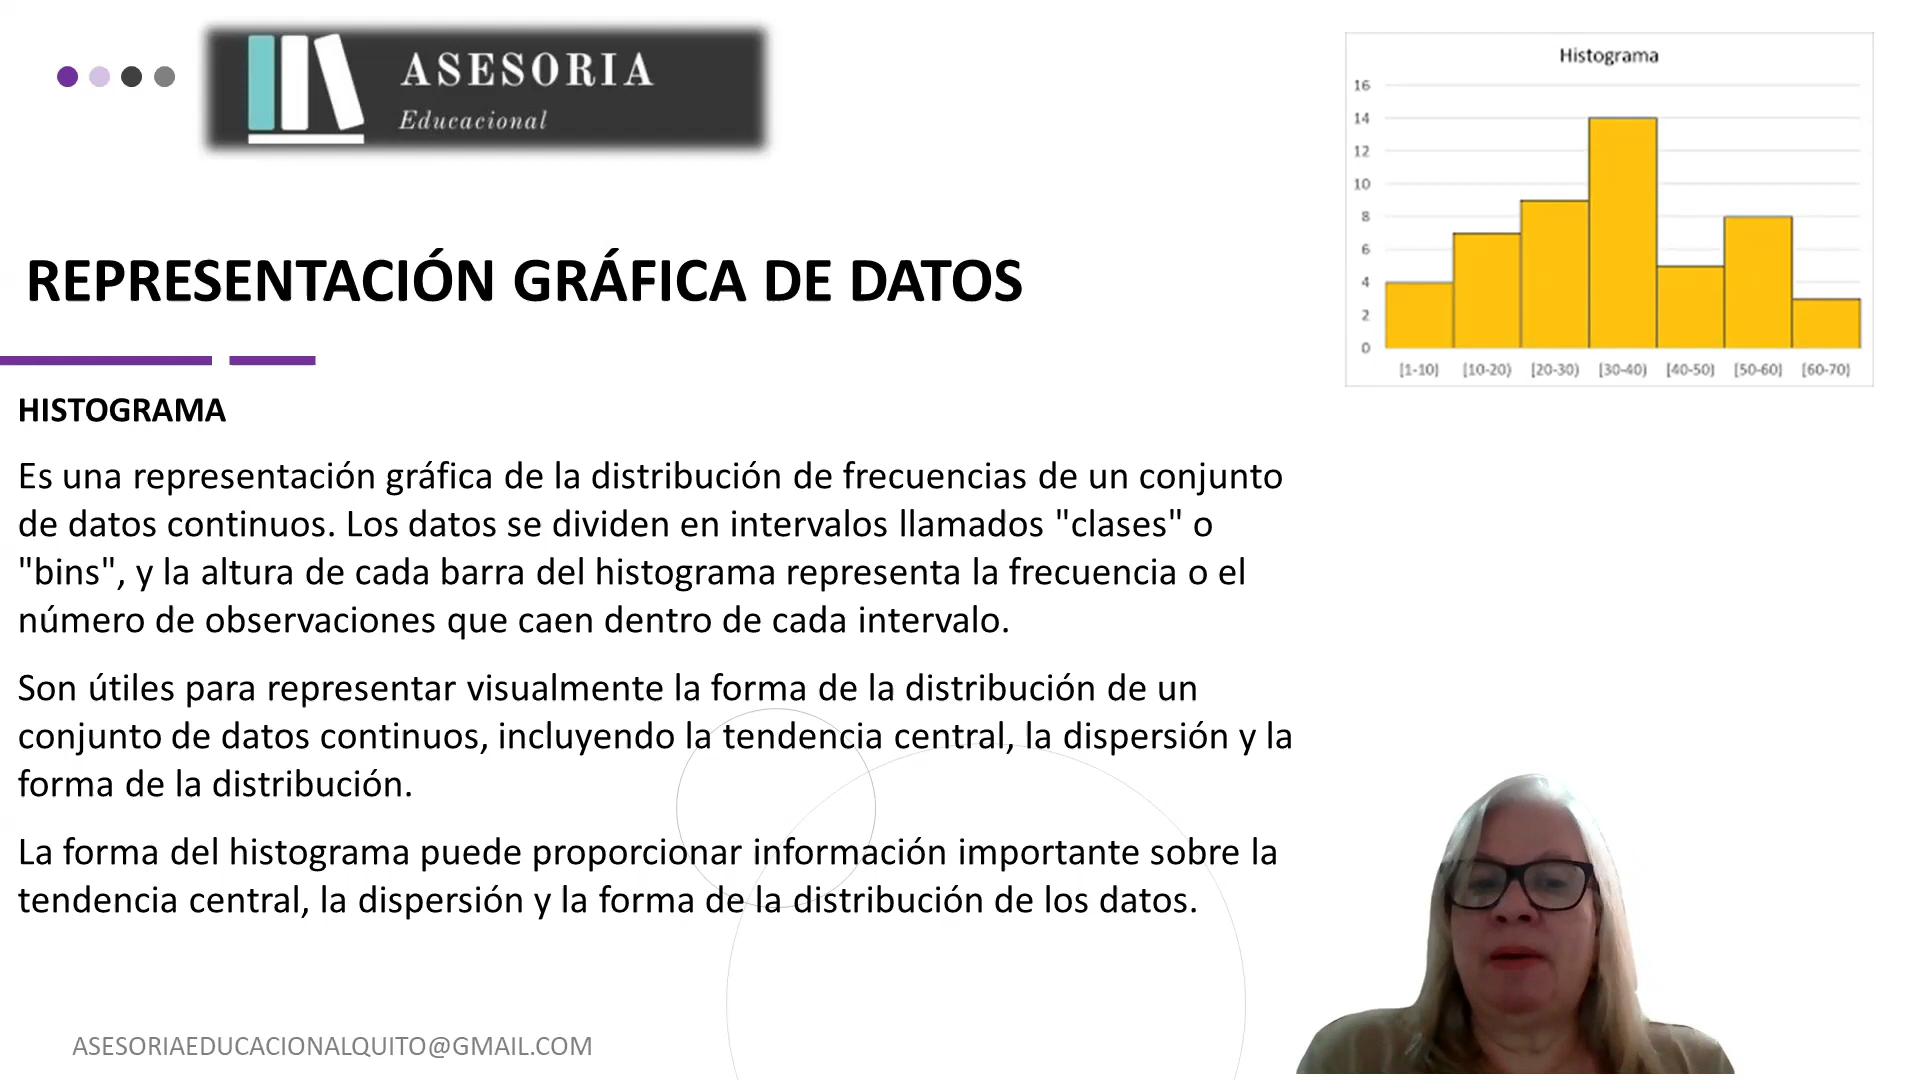 ASESORIA
Educacional
REPRESENTACIÓN GRÁFICA DE DATOS
HISTOGRAMA
Es una representación gráfica de la distribución de frecuencias de un conjunto
de datos continuos. Los datos se dividen en intervalos llamados "clases" o
"bins", y la altura de cada barra del histograma representa la frecuencia o el
número de observaciones que caen dentro de cada intervalo.
Son útiles para representar visualmente la forma de la distribución de un
conjunto de datos continuos, incluyendo la tendencia central, la dispersión y la
forma de la distribución.
La forma del histograma puede proporcionar información importante sobre la
tendencia central, la dispersión y la forma de la distribución de los datos.
ASESORIAEDUCACIONALQUITO@GMAIL.COM
Histograma
16
14
12
10
8
6
4
2
0
[1-10) [10-20) [20-30) [30-40) [40-50) [50-60) [60-70)